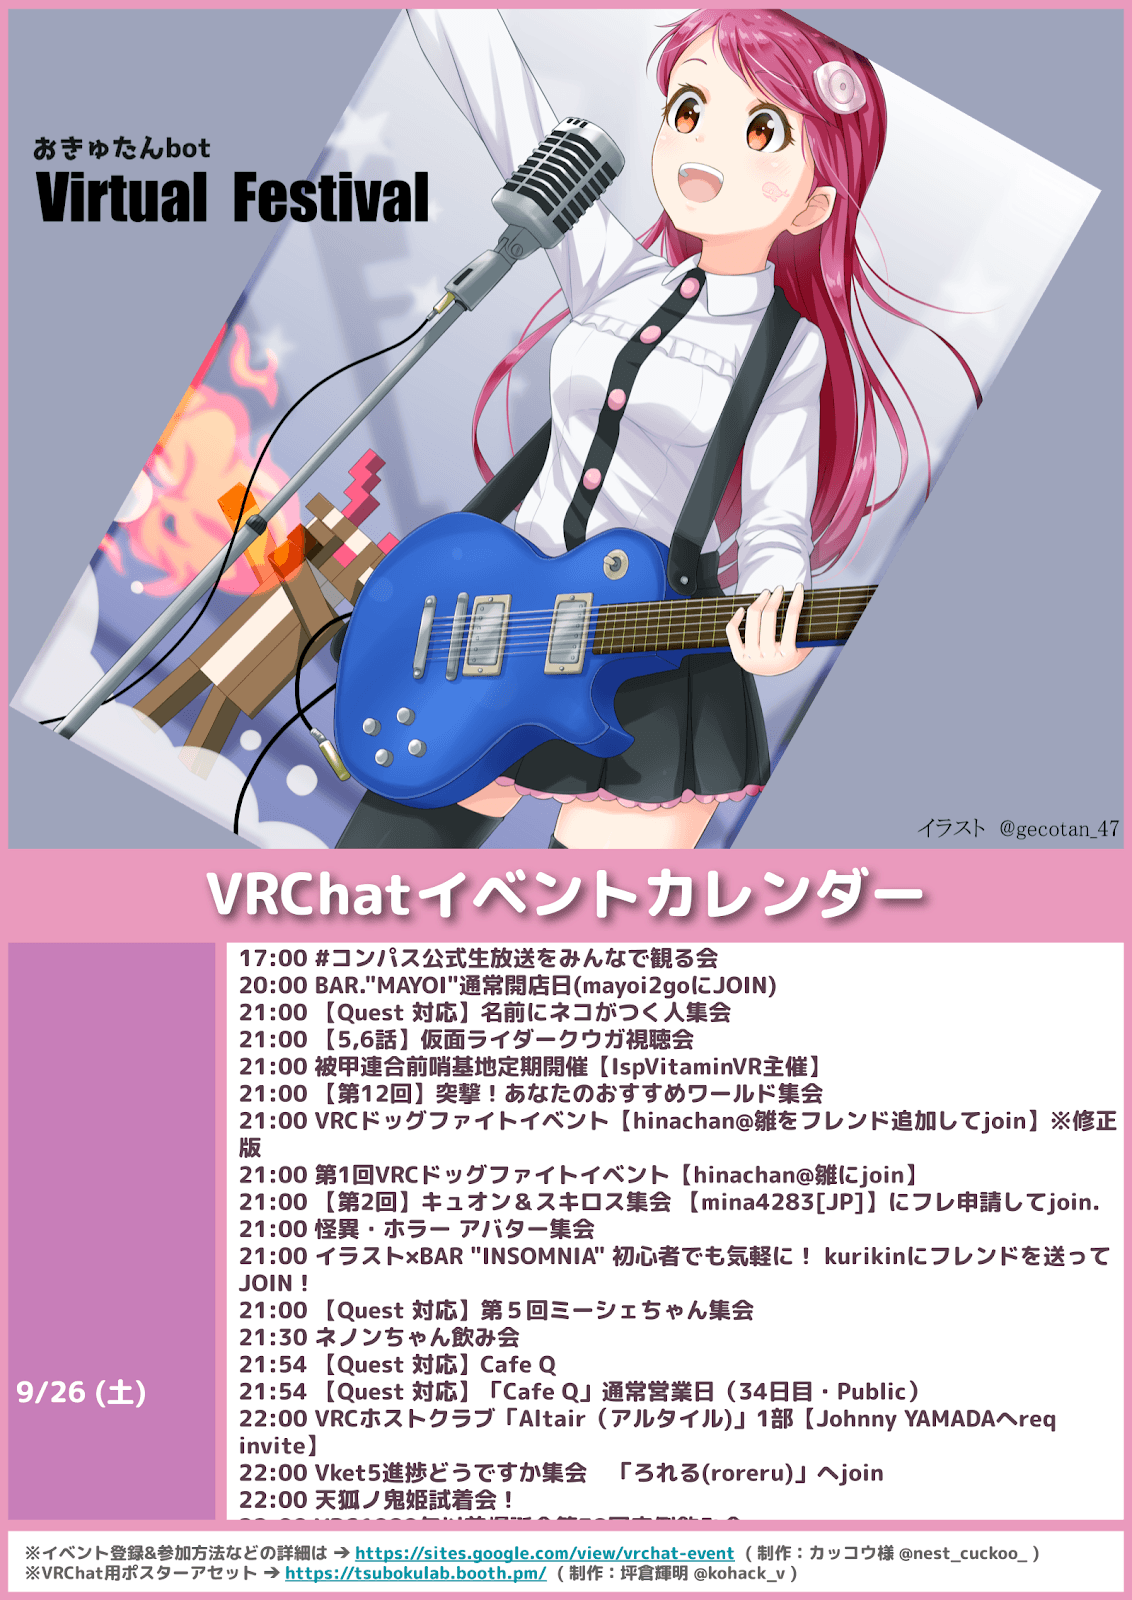 おきゅたんbot
Virtual Festival
イラスト @gecotan_47
VRChatイベントカレンダー
9/26 (土)
17:00 #コンパス公式生放送をみんなで観る会
20:00 BAR."MAYOI"通常開店日(mayoi2goにJOIN)
21:00 【Quest 対応】名前にネコがつく人集会
21:00 【5,6話】仮面ライダークウガ視聴会
21:00 被甲連合前哨基地定期開催【IspVitaminVR主催】
21:00 【第12回】突撃！あなたのおすすめワールド集会
21:00 VRCドッグファイトイベント【hinachan@雛をフレンド追加してjoin】※修正
版
21:00 第1回VRCドッグファイトイベント【hinachan@雛にjoin】
21:00 【第2回】キュオン＆スキロス集会 【mina4283[JP]】にフレ申請してjoin.
21:00 怪異・ホラー アバター集会
21:00 イラスト×BAR "INSOMNIA" 初心者でも気軽に！ kurikinにフレンドを送って
JOIN！
21:00 【Quest 対応】第５回ミーシェちゃん集会
21:30 ネノンちゃん飲み会
21:54 【Quest 対応】Cafe Q
21:54 【Quest 対応】「Cafe Q」通常営業日（34日目・Public）
22:00 VRCホストクラブ「Altair（アルタイル)」1部【Johnny YAMADAへreq
invite】
22:00 Vket5進捗どうですか集会　「ろれる(roreru)」へjoin
22:00 天狐ノ鬼姫試着会！
※イベント登録&参加方法などの詳細は ➔ https://sites.google.com/view/vrchat-event ( 制作：カッコウ様 @nest_cuckoo_ )
※VRChat用ポスターアセット ➔ https://tsubokulab.booth.pm/ ( 制作：坪倉輝明 @kohack_v )